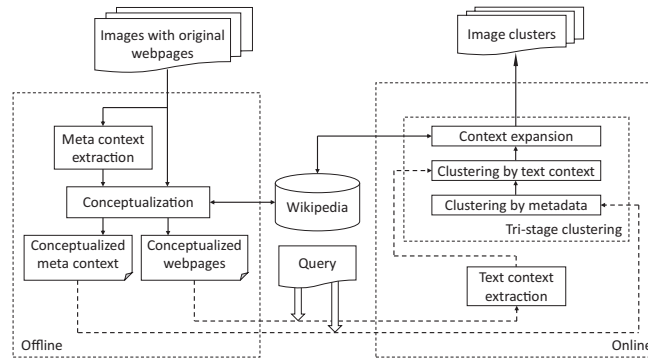 Images with original
webpages
Image clusters
Meta context
extraction
Conceptualization
Conceptualized
meta context
Conceptualized
webpages
Offline
Wikipedia
Query
Context expansion
Clustering by text context
Clustering by metadata
Tri-stage clustering
Text context
extraction
Online